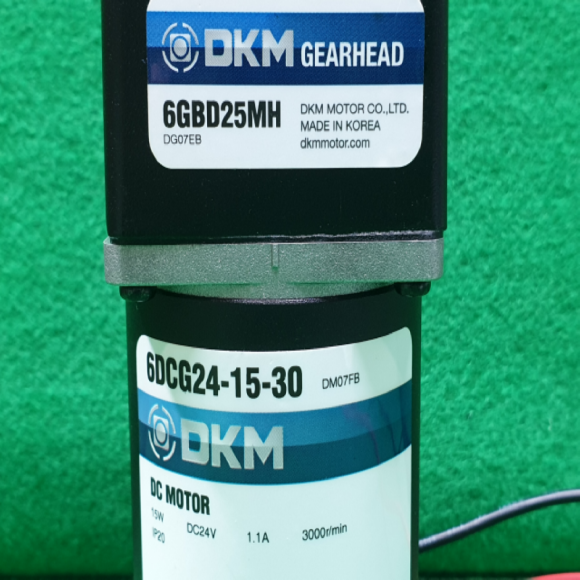 DKM GEARHEAD
6GBD25MH
DG07EB
DKM MOTOR CO.,LTD.
MADE IN KOREA
dkmmotor.com
6DCG24-15-30 DM07FB
DKM
DC MOTOR
15W DC24V 1.1A 3000r/min
IP20